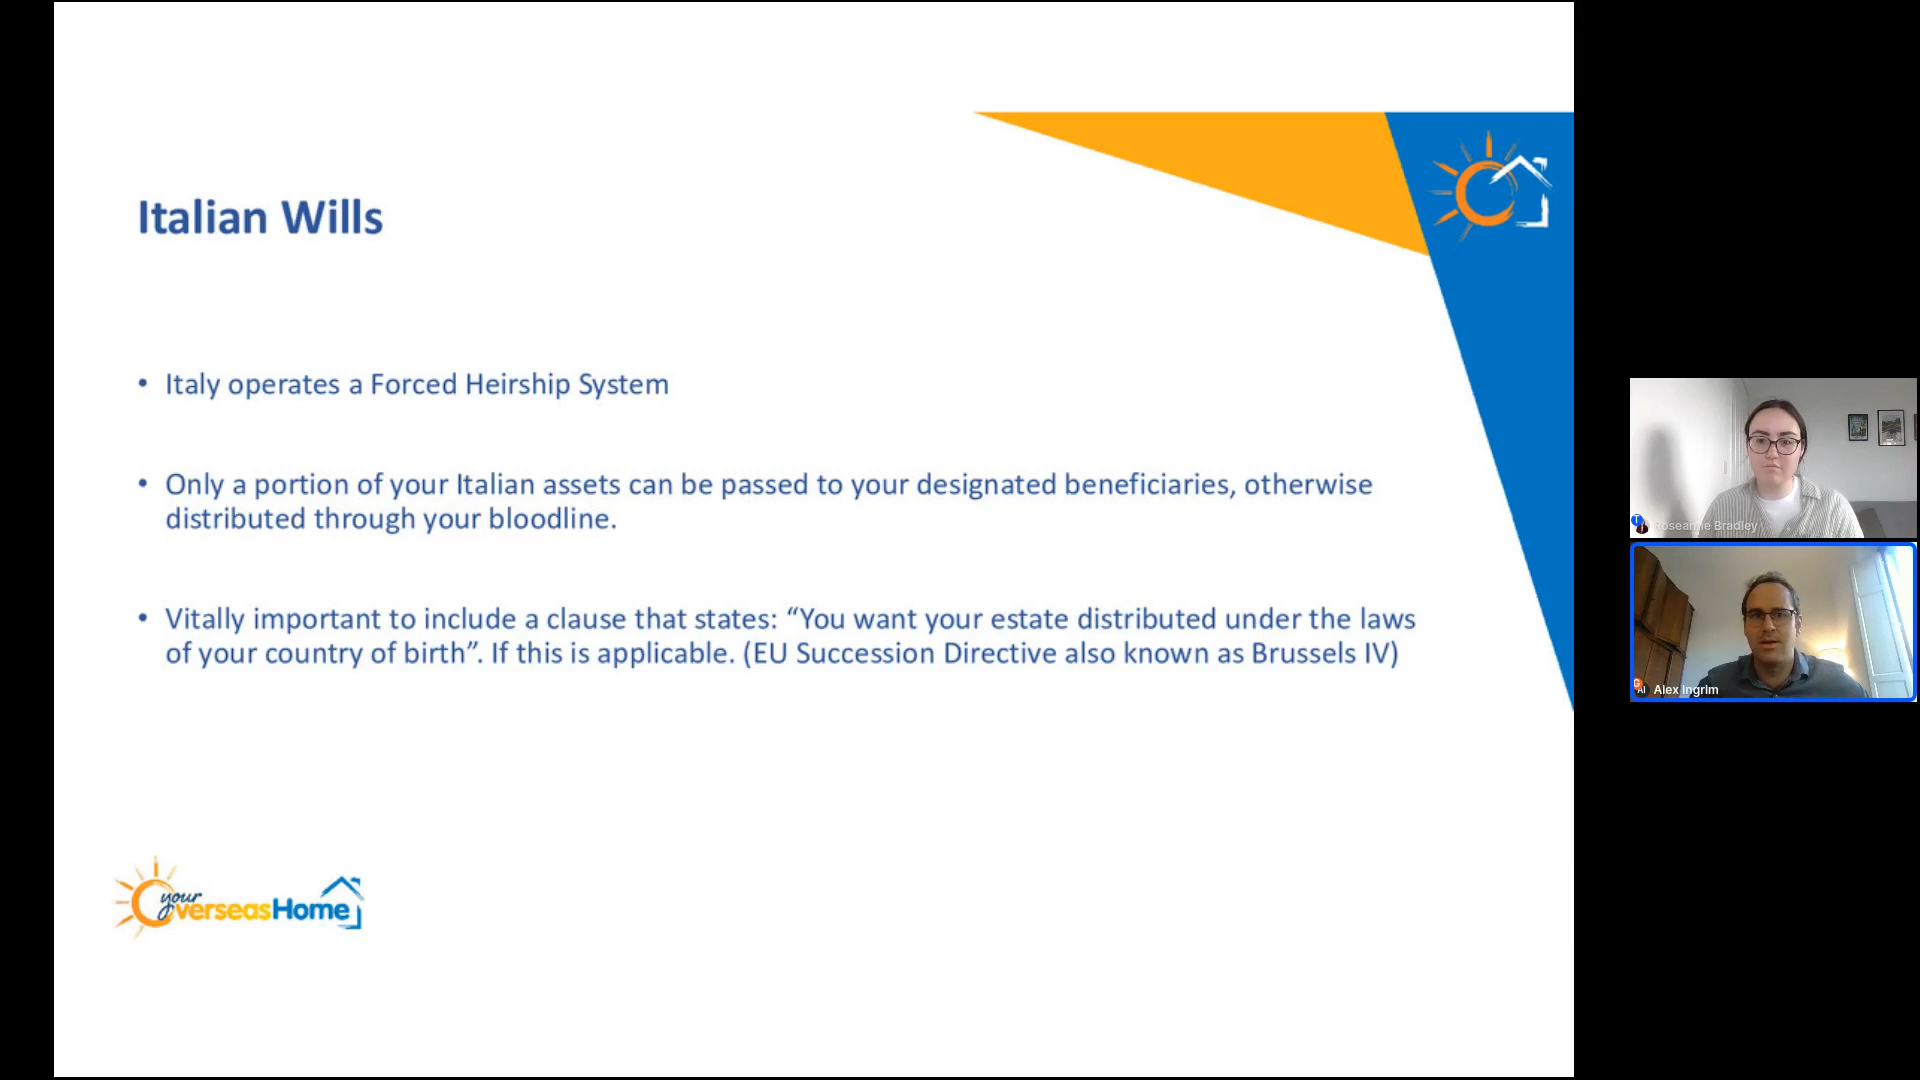 Italian Wills
• Italy operates a Forced Heirship System
• Only a portion of your Italian assets can be passed to your designated beneficiaries, otherwise
distributed through your bloodline.
• Vitally important to include a clause that states: “You want your estate distributed under the laws
of your country of birth”. If this is applicable. (EU Succession Directive also known as Brussels IV)
your OverseasHome
Roseanne Bradley
AI Alex Ingrim